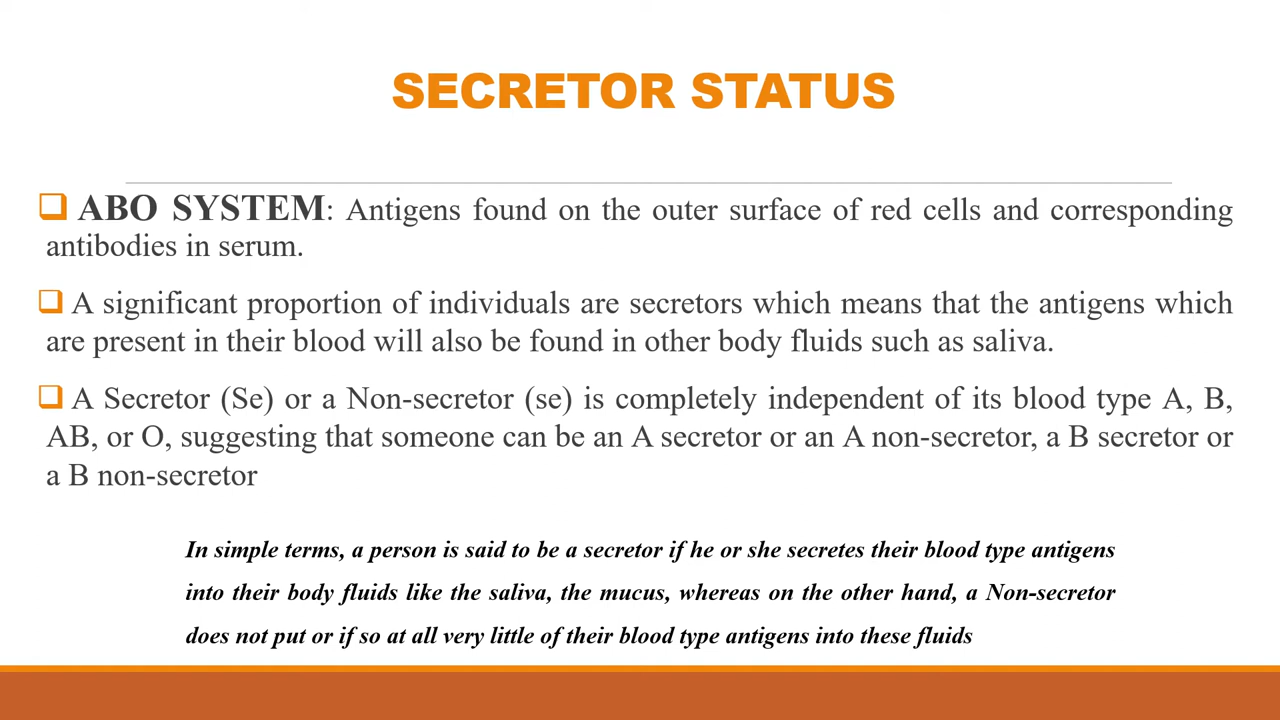 SECRETOR STATUS
ABO SYSTEM: Antigens found on the outer surface of red cells and corresponding
antibodies in serum.
A significant proportion of individuals are secretors which means that the antigens which
are present in their blood will also be found in other body fluids such as saliva.
A Secretor (Se) or a Non-secretor (se) is completely independent of its blood type A, B,
AB, or O, suggesting that someone can be an A secretor or an A non-secretor, a B secretor or
a B non-secretor
In simple terms, a person is said to be a secretor if he or she secretes their blood type antigens
into their body fluids like the saliva, the mucus, whereas on the other hand, a Non-secretor
does not put or if so at all very little of their blood type antigens into these fluids